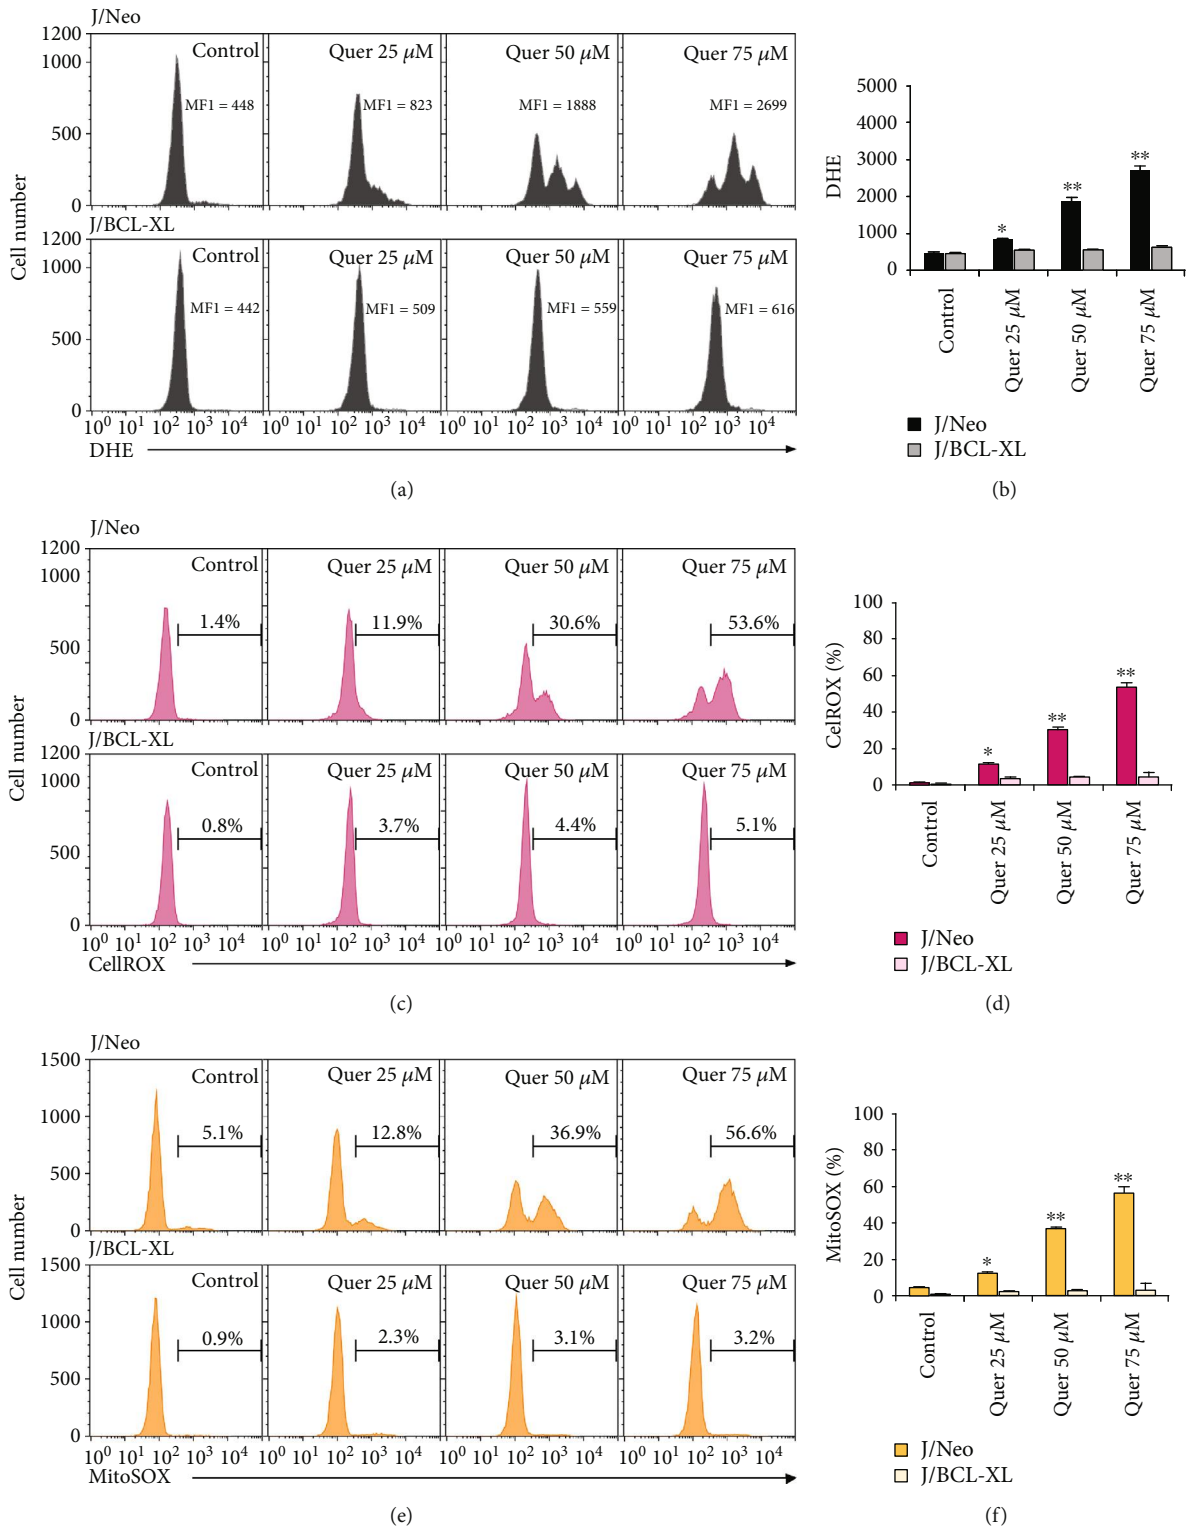 J/Neo
1200
1000
500
0
Control
MF1 = 448
Quer 25 μM
MF1 = 823
Quer 50 μM
MF1 = 1888
Quer 75 μM
MF1 = 2699
Cell number
J/BCL-XL
1200
1000
500
0
Control
MF1 = 442
Quer 25 μM
MF1 = 509
Quer 50 μM
MF1 = 559
Quer 75 μM
MF1 = 616
10⁰ 10¹ 10² 10³ 10⁴ 10⁰ 10¹ 10² 10³ 10⁴ 10⁰ 10¹ 10² 10³ 10⁴ 10⁰ 10¹ 10² 10³ 10⁴
DHE
(a)
5000
4000
3000
2000
1000
0
DHE
*
**
**
Control
Quer 25 μM
Quer 50 μM
Quer 75 μM
J/Neo
J/BCL-XL
(b)
J/Neo
1200
1000
500
0
Control
1.4%
Quer 25 μM
11.9%
Quer 50 μM
30.6%
Quer 75 μM
53.6%
Cell number
J/BCL-XL
1200
1000
500
0
Control
0.8%
Quer 25 μM
3.7%
Quer 50 μM
4.4%
Quer 75 μM
5.1%
10⁰ 10¹ 10² 10³ 10⁴ 10⁰ 10¹ 10² 10³ 10⁴ 10⁰ 10¹ 10² 10³ 10⁴ 10⁰ 10¹ 10² 10³ 10⁴
CellROX
(c)
100
80
60
40
20
0
CelROX (%)
*
**
**
Control
Quer 25 μM
Quer 50 μM
Quer 75 μM
J/Neo
J/BCL-XL
(d)
J/Neo
1500
1000
500
0
Control
5.1%
Quer 25 μM
12.8%
Quer 50 μM
36.9%
Quer 75 μM
56.6%
Cell number
J/BCL-XL
1500
1000
500
0
Control
0.9%
Quer 25 μM
2.3%
Quer 50 μM
3.1%
Quer 75 μM
3.2%
10⁰ 10¹ 10² 10³ 10⁴ 10⁰ 10¹ 10² 10³ 10⁴ 10⁰ 10¹ 10² 10³ 10⁴ 10⁰ 10¹ 10² 10³ 10⁴
MitoSOX
(e)
100
80
60
40
20
0
MitoSOX (%)
*
**
**
Control
Quer 25 μM
Quer 50 μM
Quer 75 μM
J/Neo
J/BCL-XL
(f)